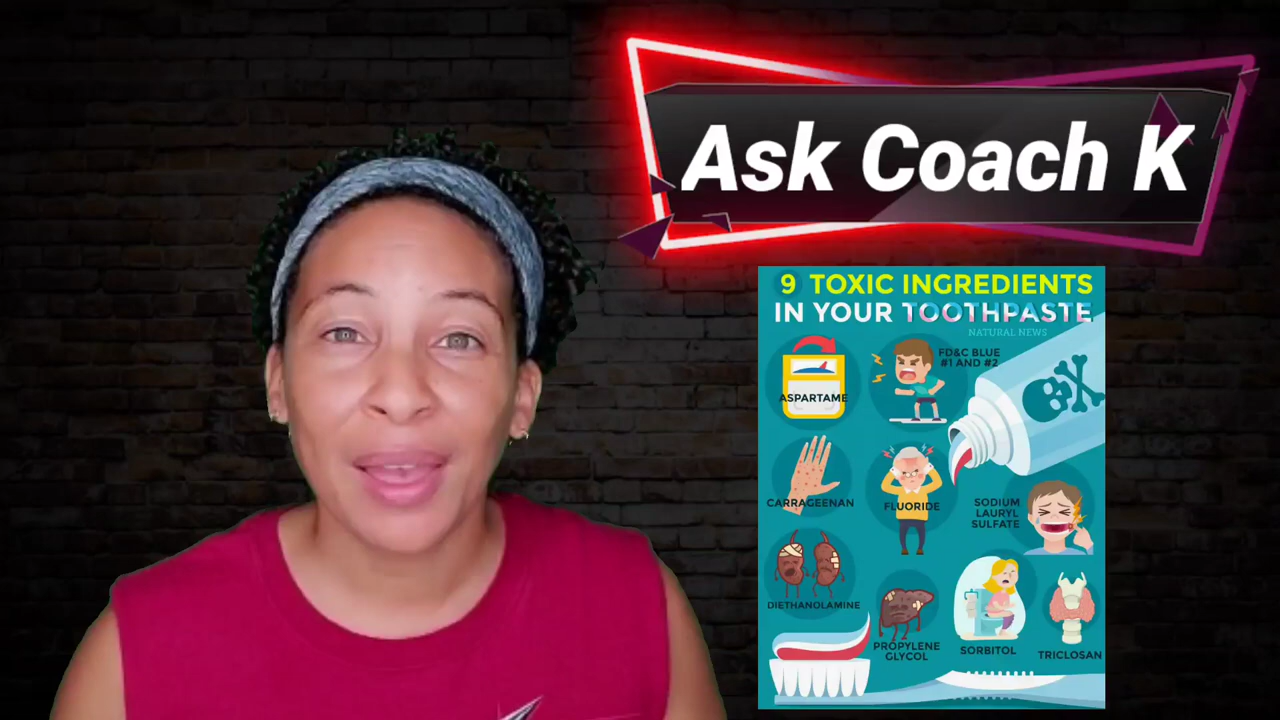 Ask Coach K
9 TOXIC INGREDIENTS
IN YOUR TOOTHPASTE
NATURAL NEWS
FD&C BLUE
#1 AND #2
ASPARTAME
CARRAGEENAN
FLUORIDE
SODIUM
LAURYL
SULFATE
DIETHANOLAMINE
PROPYLENE
GLYCOL
SORBITOL
TRICLOSAN